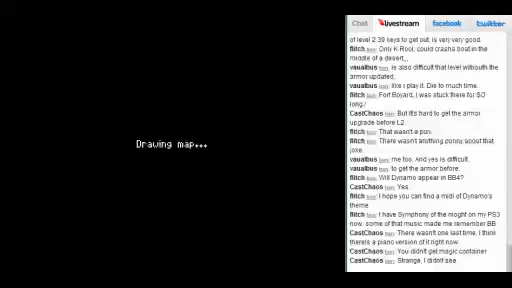 Drawing map...
Chat livestream facebook twitter
of level 2 39 keys to get out, is very very good.
flitch Only K.Rool, could crash a boat in the
middle of a desert...
vaualbus is also difficult that level withouth the
armor updated.
vaualbus like i play it. Die to much time.
flitch Fort Boyard, I was stuck there for SO
long!
CastChaos But it's hard to get the armor
upgrade before L2.
flitch That wasn't a pun.
flitch There wasn't anything punny about that
joke.
vaualbus me too. And yes is difficult.
vaualbus to get the armor before.
flitch Will Dynamo appear in BB4?
CastChaos Yes.
flitch I hope you can find a midi of Dynamo's
theme
flitch I have Symphony of the night on my PS3
now. some of that music made me remember BB
CastChaos There wasn't one last time. I think
there's a piano version of it right now.
CastChaos You didn't get magic container
CastChaos Strange, I didn't see